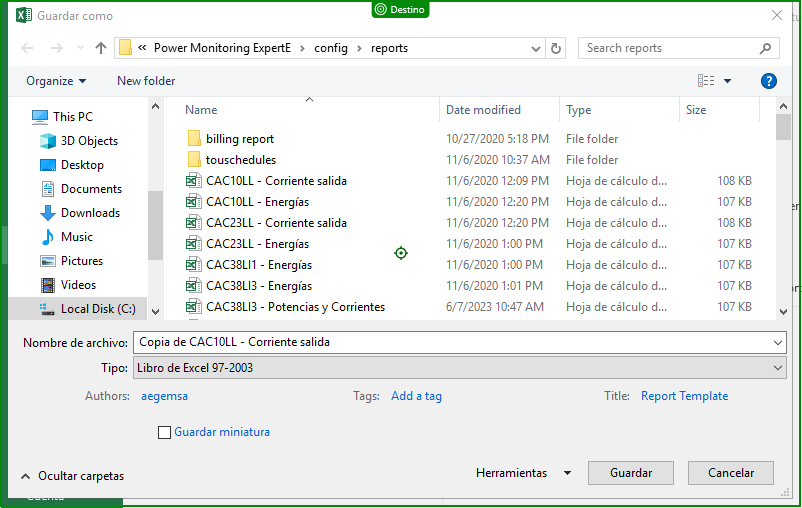 Destino
Guardar como
« Power Monitoring ExpertE > config > reports
Search reports
Organize
New folder
This PC
3D Objects
Desktop
Documents
Downloads
Music
Pictures
Videos
Local Disk (C:)
Name Date modified Type Size
billing report 10/27/2020 5:18 PM File folder
touschedules 11/6/2020 10:37 AM File folder
CAC10LL - Corriente salida 11/6/2020 12:09 PM Hoja de cálculo d... 108 KB
CAC10LL - Energías 11/6/2020 12:20 PM Hoja de cálculo d... 107 KB
CAC23LL - Corriente salida 11/6/2020 12:20 PM Hoja de cálculo d... 108 KB
CAC23LL - Energías 11/6/2020 1:00 PM Hoja de cálculo d... 107 KB
CAC38LI1 - Energías 11/6/2020 1:00 PM Hoja de cálculo d... 107 KB
CAC38LI3 - Energías 11/6/2020 1:01 PM Hoja de cálculo d... 107 KB
CAC38LI3 - Potencias y Corrientes 6/7/2023 10:47 AM Hoja de cálculo d... 107 KB
Nombre de archivo: Copia de CAC10LL - Corriente salida
Tipo: Libro de Excel 97-2003
Authors: aegemsa Tags: Add a tag Title: Report Template
Guardar miniatura
Ocultar carpetas
Herramientas
Guardar
Cancelar